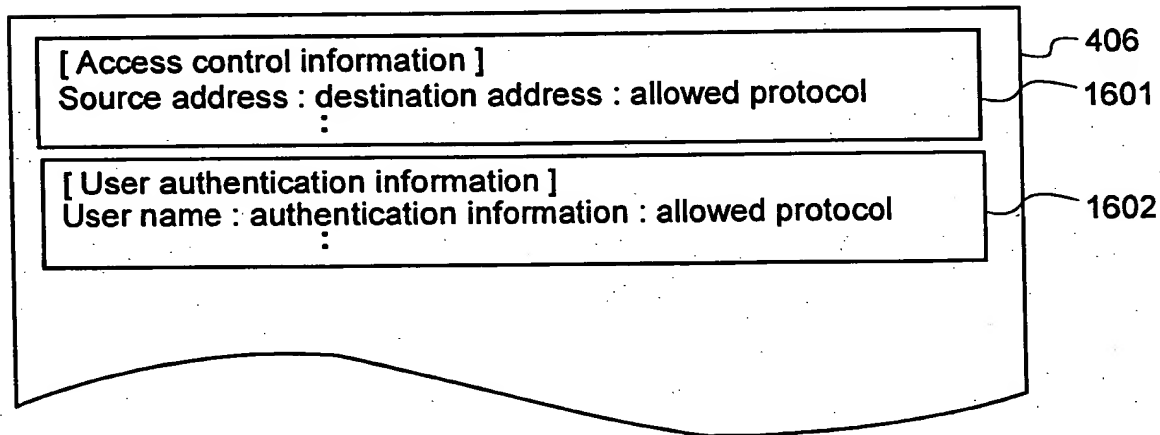 [ Access control information ]
Source address : destination address : allowed protocol
:
[ User authentication information ]
User name : authentication information : allowed protocol
:
406
1601
1602